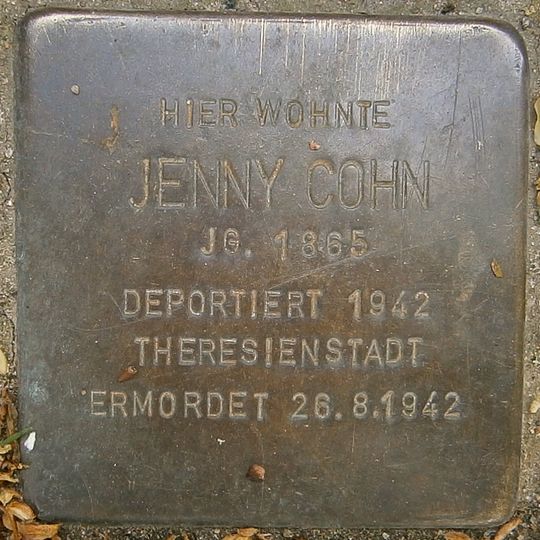 HIER WOHNTE
JENNY COHN
JG. 1865
DEPORTIERT 1942
THERESIENSTADT
ERMORDET 26.8.1942